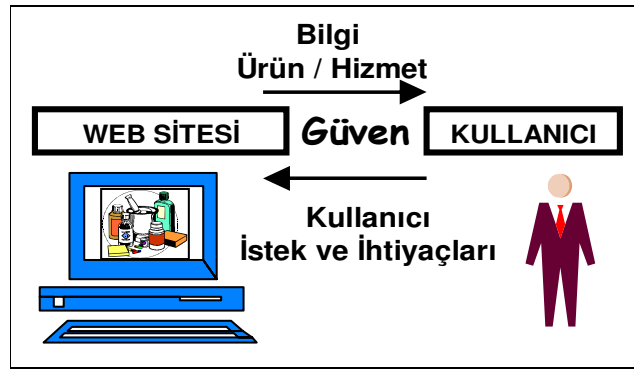 Bilgi
Ürün / Hizmet
WEB SİTESİ Güven KULLANICI
Kullanıcı
İstek ve İhtiyaçları